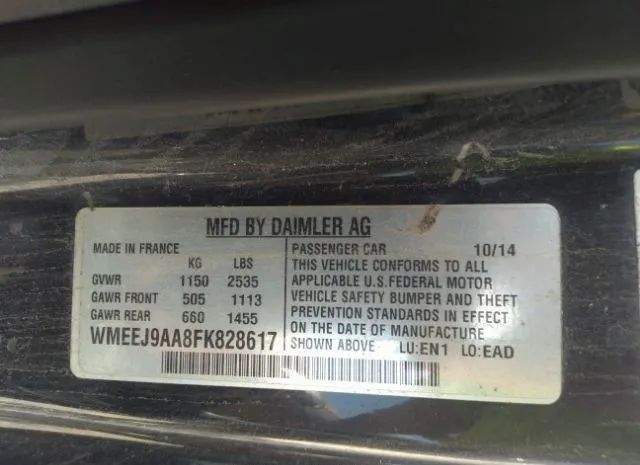 MFD BY DAIMLER AG
MADE IN FRANCE
KG LBS
GVWR 1150 2535
GAWR FRONT 505 1113
GAWR REAR 660 1455
WMEEJ9AA8FK828617
PASSENGER CAR 10/14
THIS VEHICLE CONFORMS TO ALL
APPLICABLE U.S.FEDERAL MOTOR
VEHICLE SAFETY BUMPER AND THEFT
PREVENTION STANDARDS IN EFFECT
ON THE DATE OF MANUFACTURE
SHOWN ABOVE. LU:EN1 LO:EAD